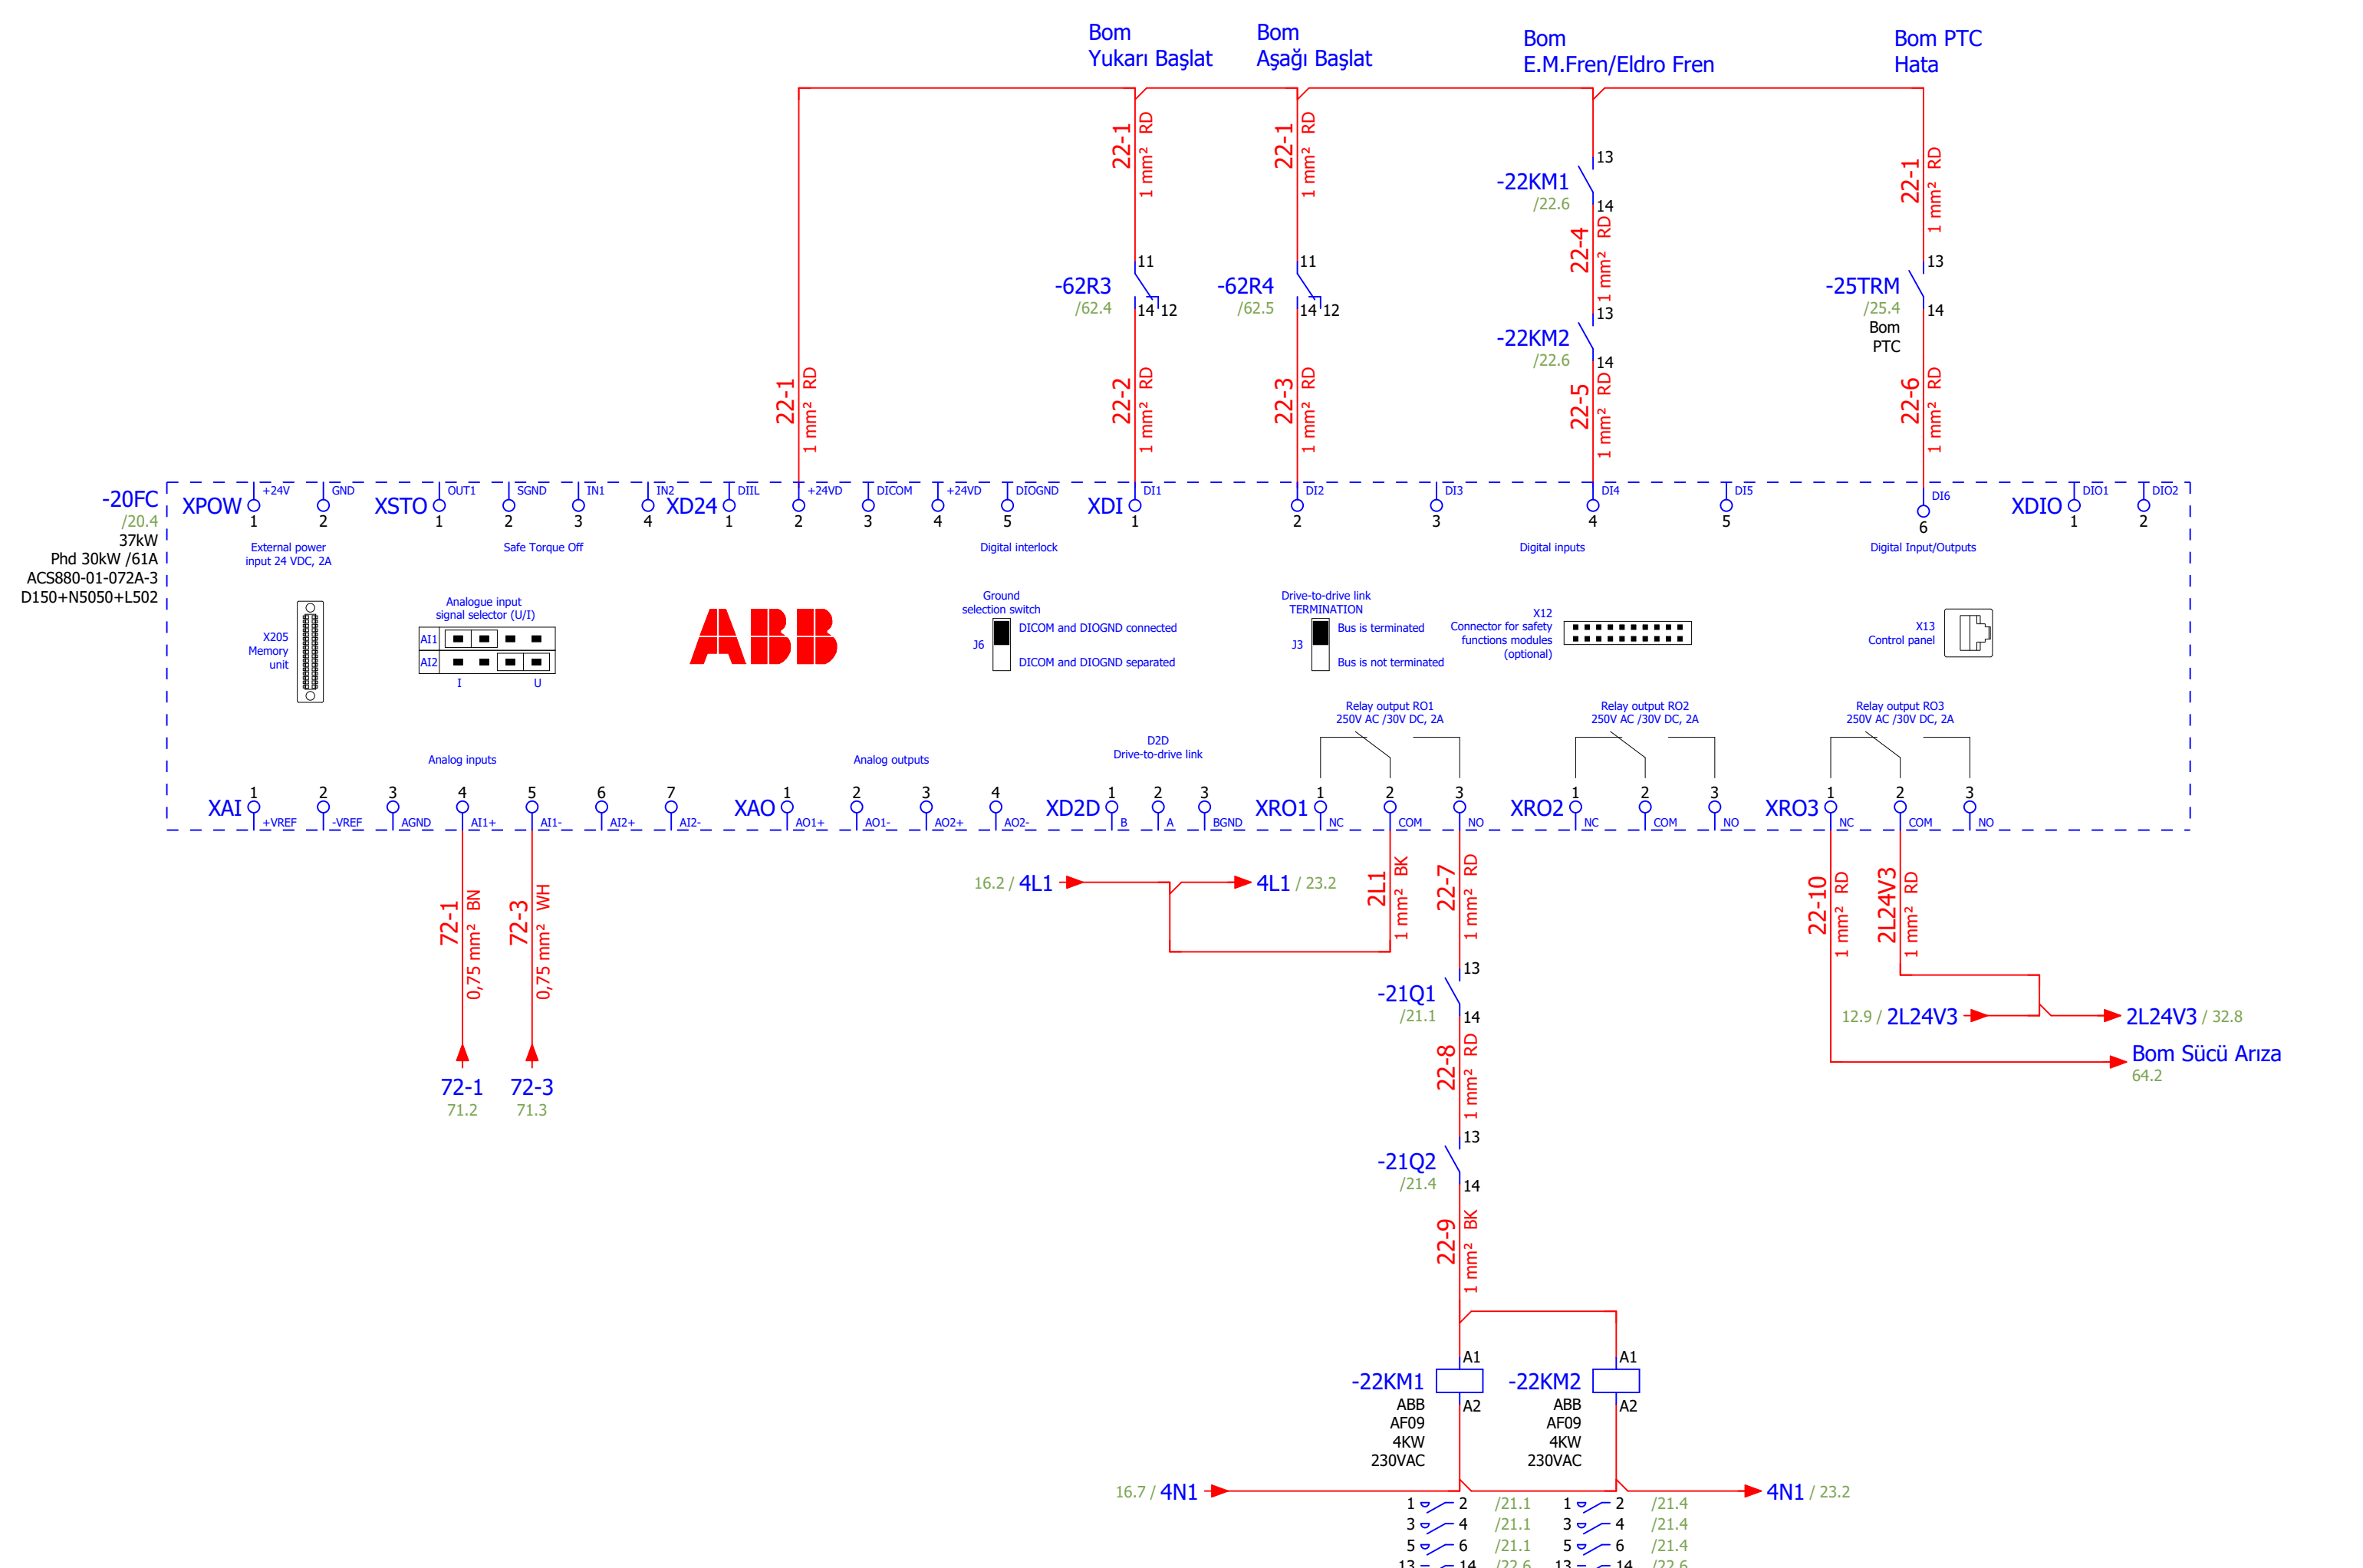 Bom
Yukarı Başlat
Bom
Aşağı Başlat
Bom
E.M.Fren/Eldro Fren
Bom PTC
Hata
22-1
1 mm² RD
22-1
1 mm² RD
22-1
1 mm² RD
-22KM1
/22.6
13
14
22-4
1 mm² RD
-62R3
/62.4
11
14
12
-62R4
/62.5
11
14
12
-22KM2
/22.6
13
14
-25TRM
/25.4
Bom
PTC
13
14
22-1
1 mm² RD
22-2
1 mm² RD
22-3
1 mm² RD
22-5
1 mm² RD
22-6
1 mm² RD
-20FC
/20.4
37kW
Phd 30kW /61A
ACS880-01-072A-3
D150+N5050+L502
XPOW
+24V
1
GND
2
External power
input 24 VDC, 2A
XSTO
OUT1
1
SGND
2
IN1
3
IN2
4
Safe Torque Off
XD24
DIIL
1
+24VD
2
DICOM
3
+24VD
4
DIOGND
5
Digital interlock
XDI
DI1
1
DI2
2
DI3
3
DI4
4
DI5
5
DI6
6
Digital inputs
XDIO
DIO1
1
DIO2
2
Digital Input/Outputs
X205
Memory
unit
Analogue input
signal selector (U/I)
AI1
AI2
I
U
ABB
Ground
selection switch
J6
DICOM and DIOGND connected
DICOM and DIOGND separated
Drive-to-drive link
TERMINATION
J3
Bus is terminated
Bus is not terminated
X12
Connector for safety
functions modules
(optional)
X13
Control panel
Relay output RO1
250V AC /30V DC, 2A
Relay output RO2
250V AC /30V DC, 2A
Relay output RO3
250V AC /30V DC, 2A
Analog inputs
Analog outputs
D2D
Drive-to-drive link
XAI
1
+VREF
2
-VREF
3
AGND
4
AI1+
5
AI1-
6
AI2+
7
AI2-
XAO
1
AO1+
2
AO1-
3
AO2+
4
AO2-
XD2D
1
B
2
A
3
BGND
XRO1
1
NC
2
COM
3
NO
XRO2
1
NC
2
COM
3
NO
XRO3
1
NC
2
COM
3
NO
72-1
0,75 mm² BN
72-3
0,75 mm² WH
72-1
71.2
72-3
71.3
16.2 / 4L1
4L1 / 23.2
2L1
1 mm² BK
22-7
1 mm² RD
22-10
1 mm² RD
2L24V3
1 mm² RD
-21Q1
/21.1
13
14
12.9 / 2L24V3
2L24V3 / 32.8
Bom Sücü Arıza
64.2
22-8
1 mm² RD
-21Q2
/21.4
13
14
22-9
1 mm² BK
-22KM1
ABB
AF09
4KW
230VAC
A1
A2
-22KM2
ABB
AF09
4KW
230VAC
A1
A2
16.7 / 4N1
4N1 / 23.2
1 2 /21.1
3 4 /21.1
5 6 /21.1
13 14 /22.6
1 2 /21.4
3 4 /21.4
5 6 /21.4
13 14 /22.6